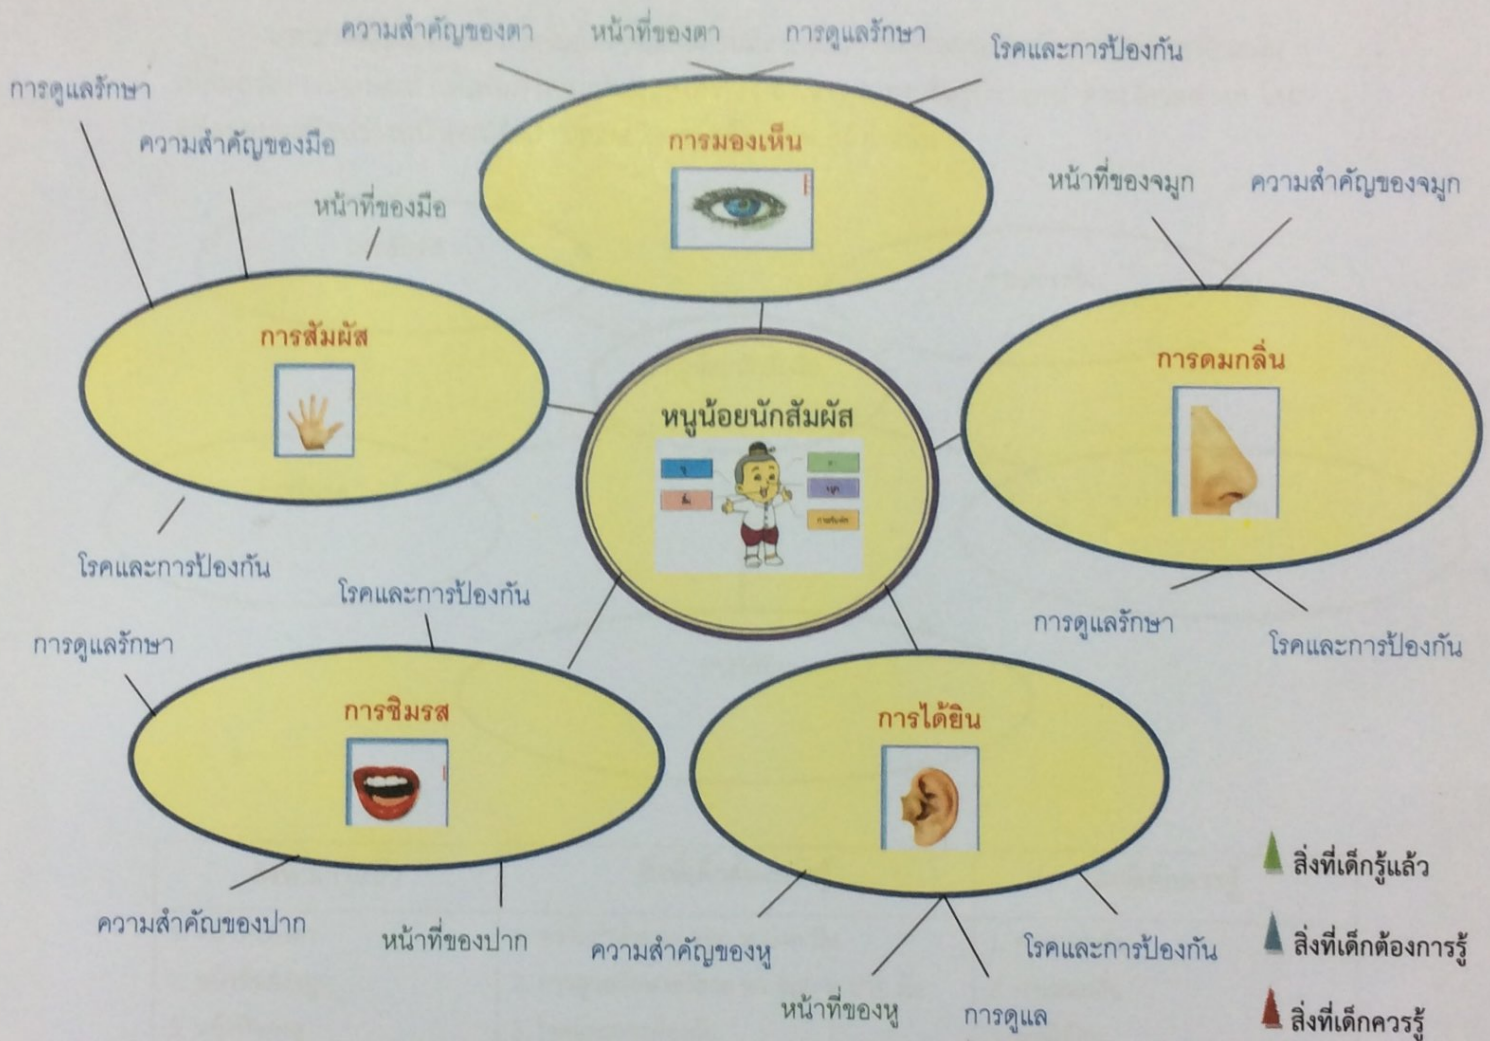 ความสำคัญของตา
หน้าที่ของตา
การดูแลรักษา
โรคและการป้องกัน
การมองเห็น
การดูแลรักษา
ความสำคัญของมือ
หน้าที่ของมือ
การสัมผัส
โรคและการป้องกัน
หน้าที่ของจมูก
ความสำคัญของจมูก
การดมกลิ่น
การดูแลรักษา
โรคและการป้องกัน
หนูน้อยนักสัมผัส
โรคและการป้องกัน
การดูแลรักษา
การชิมรส
ความสำคัญของปาก
หน้าที่ของปาก
การได้ยิน
ความสำคัญของหู
หน้าที่ของหู
การดูแล
โรคและการป้องกัน
สิ่งที่เด็กรู้แล้ว
สิ่งที่เด็กต้องการรู้
สิ่งที่เด็กควรรู้